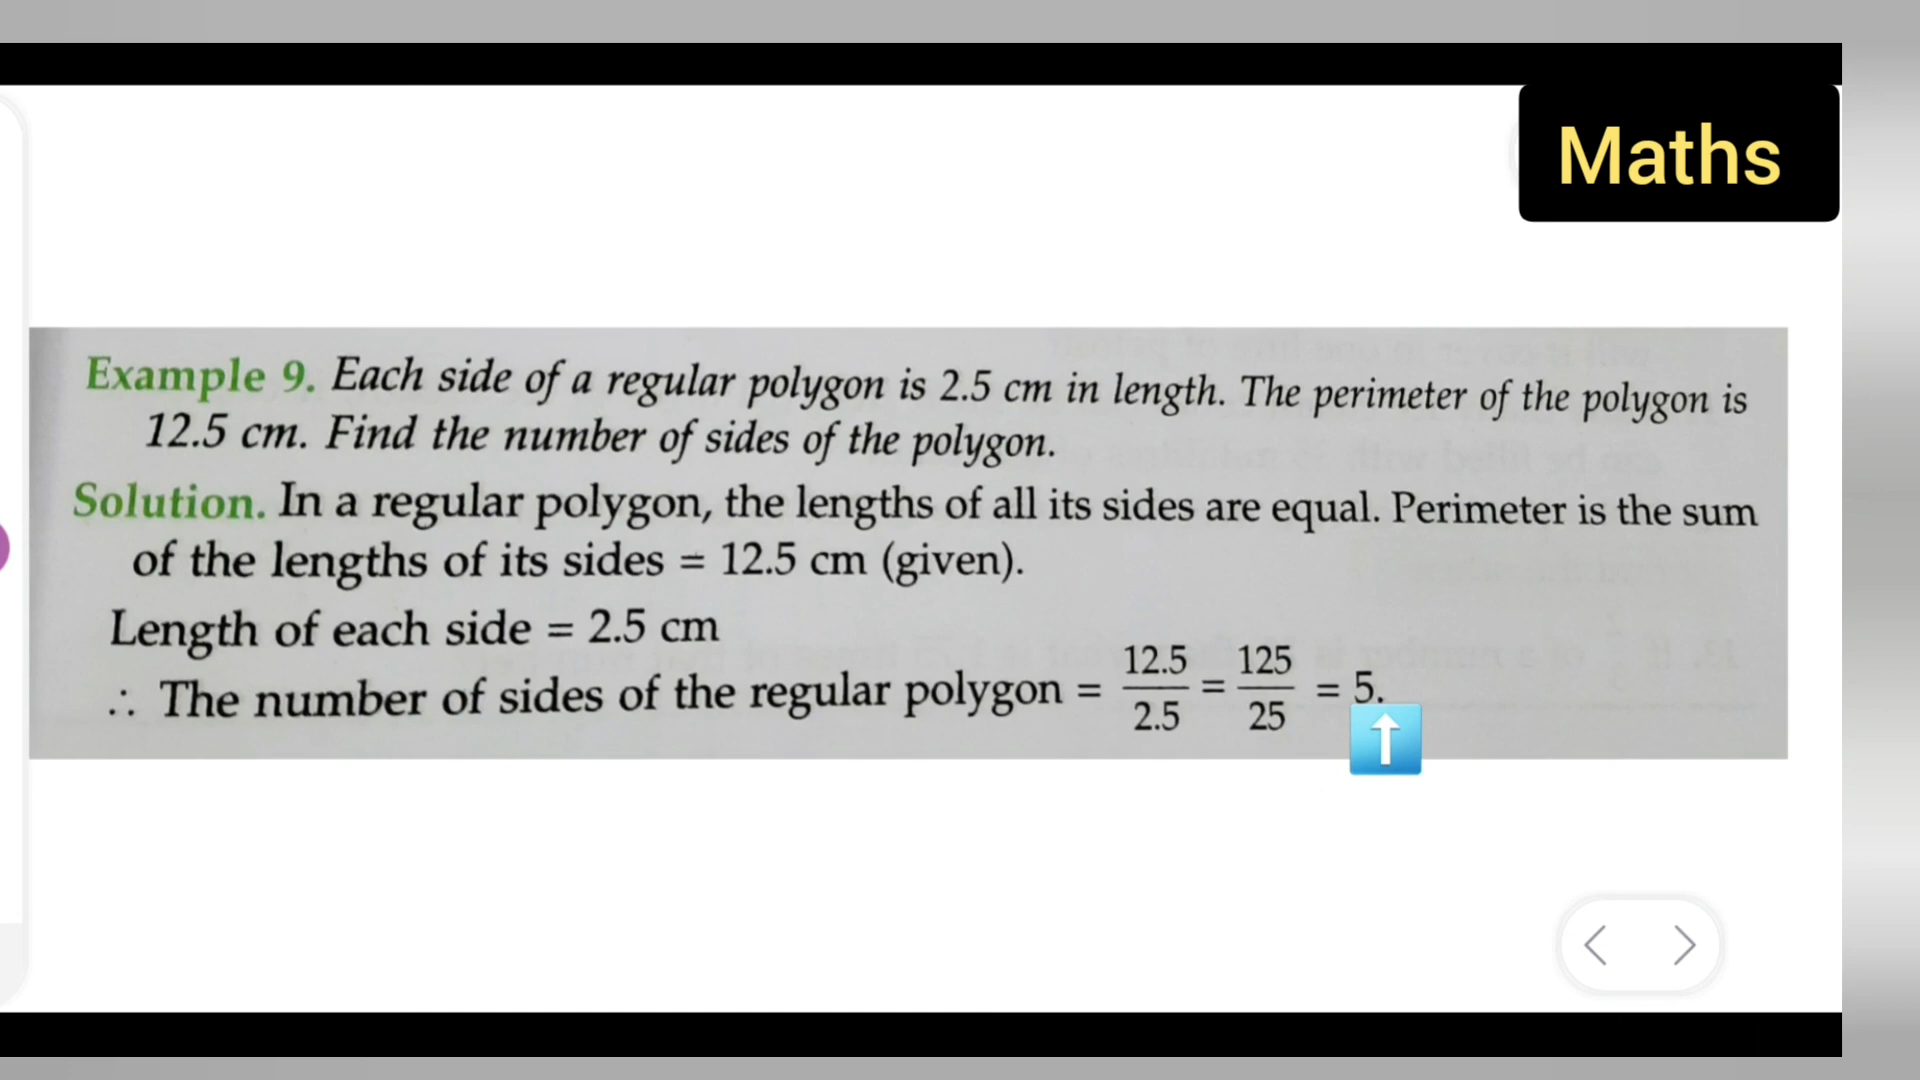 Maths
Example 9. Each side of a regular polygon is 2.5 cm in length. The perimeter of the polygon is
12.5 cm. Find the number of sides of the polygon.
Solution. In a regular polygon, the lengths of all its sides are equal. Perimeter is the sum
of the lengths of its sides = 12.5 cm (given).
Length of each side = 2.5 cm
∴ The number of sides of the regular polygon = 12.5/2.5 = 125/25 = 5.